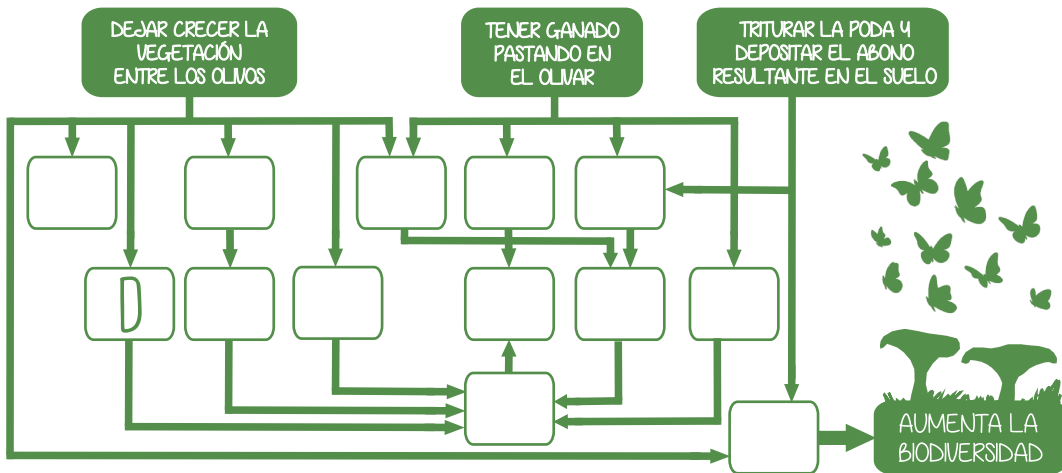 DEJAR CRECER LA
VEGETACIÓN
ENTRE LOS OLIVOS
TENER GANADO
PASTANDO EN
EL OLIVAR
TRITURAR LA PODA Y
DEPOSITAR EL ABONO
RESULTANTE EN EL SUELO
D
AUMENTA LA
BIODIVERSIDAD